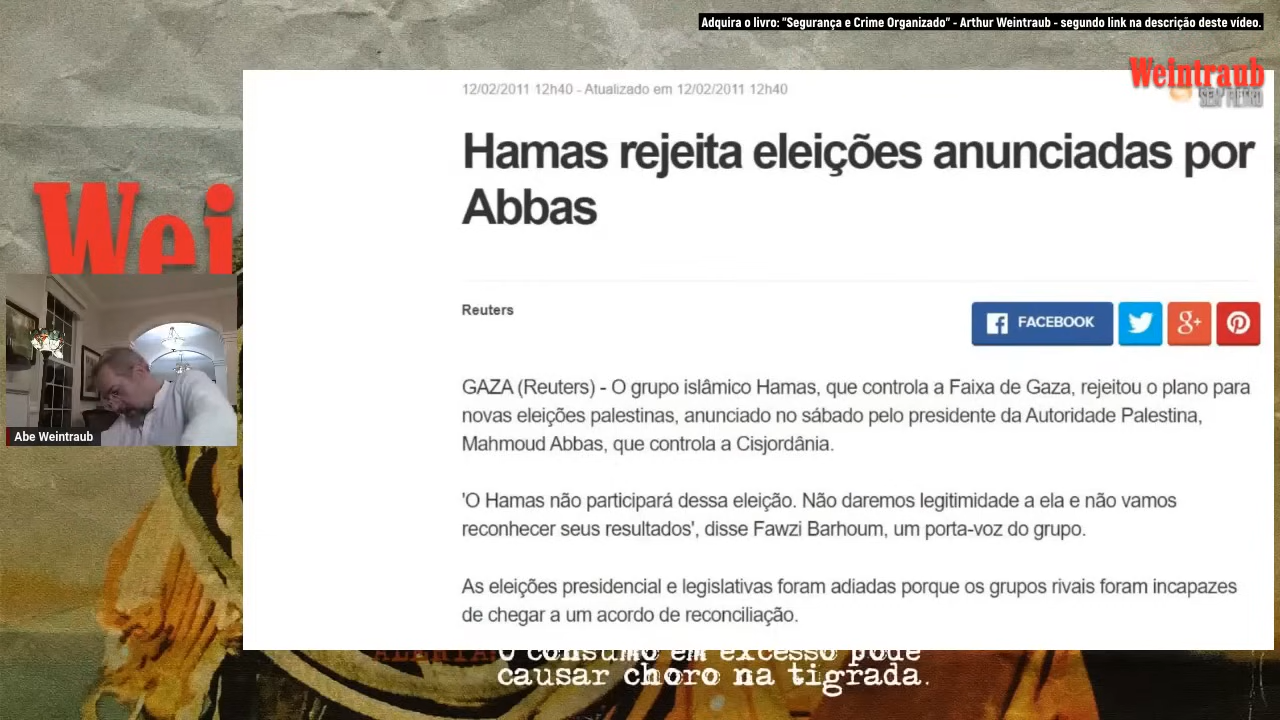 Adquira o livro: "Segurança e Crime Organizado" - Arthur Weintraub - segundo link na descrição deste vídeo.
Weintraub
SEM FILTRO
12/02/2011 12h40 - Atualizado em 12/02/2011 12h40
Hamas rejeita eleições anunciadas por
Abbas
Wei
Reuters
FACEBOOK
g+
GAZA (Reuters) - O grupo islâmico Hamas, que controla a Faixa de Gaza, rejeitou o plano para
novas eleições palestinas, anunciado no sábado pelo presidente da Autoridade Palestina,
Mahmoud Abbas, que controla a Cisjordânia.
Abe Weintraub
'O Hamas não participará dessa eleição. Não daremos legitimidade a ela e não vamos
reconhecer seus resultados', disse Fawzi Barhoum, um porta-voz do grupo.
As eleições presidencial e legislativas foram adiadas porque os grupos rivais foram incapazes
de chegar a um acordo de reconciliação.
ALERTA: O consumo em excesso pode
causar choro na tigrada.